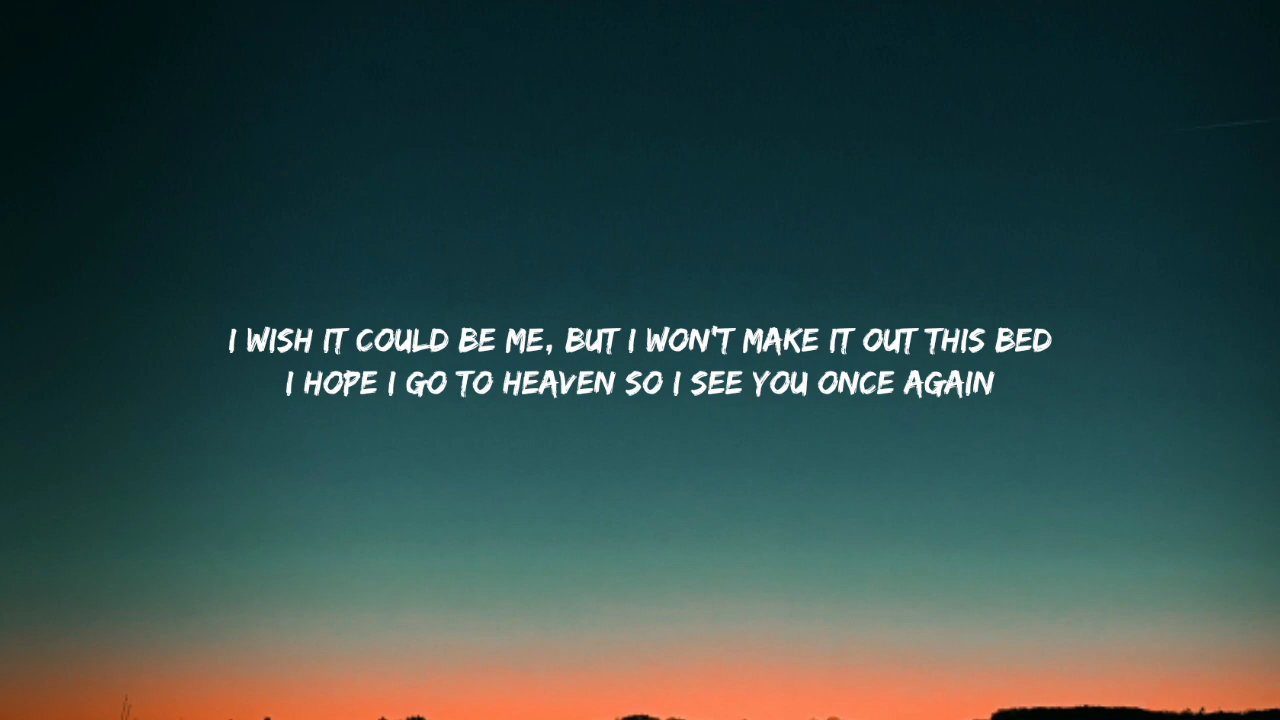 I WISH IT COULD BE ME, BUT I WON'T MAKE IT OUT THIS BED
I HOPE I GO TO HEAVEN SO I SEE YOU ONCE AGAIN